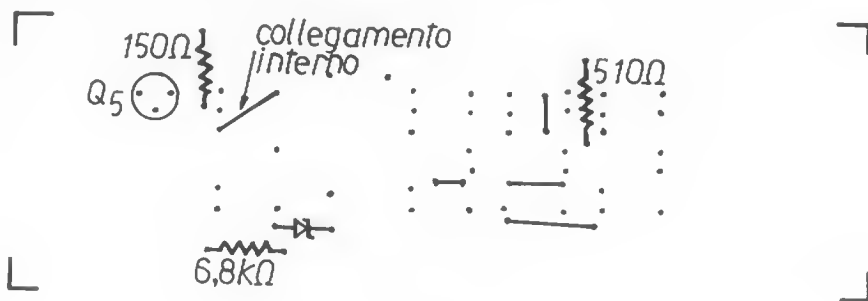 150Ω
collegamento
interno
510Ω
Q5
6,8KΩ